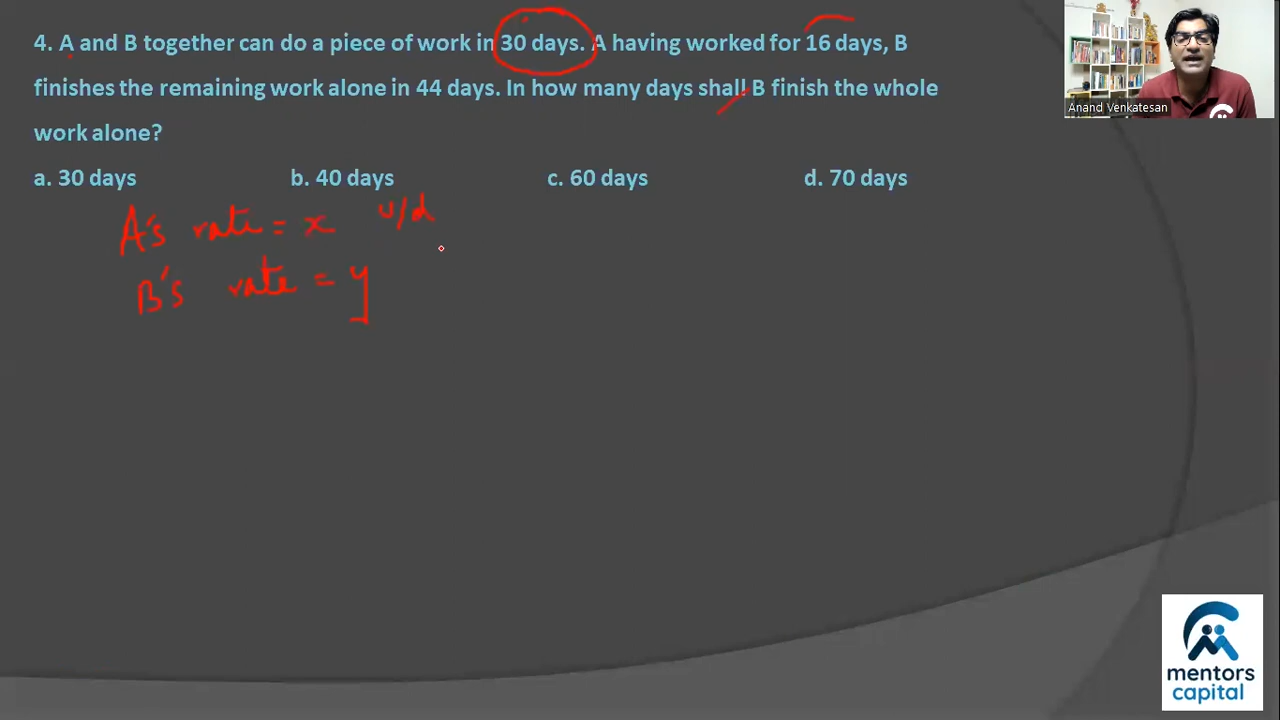 4. A and B together can do a piece of work in 30 days. A having worked for 16 days, B
finishes the remaining work alone in 44 days. In how many days shall B finish the whole
work alone?
a. 30 days b. 40 days c. 60 days d. 70 days
A's rate = x u/d
B's rate = y
Anand Venkatesan
mentors
capital